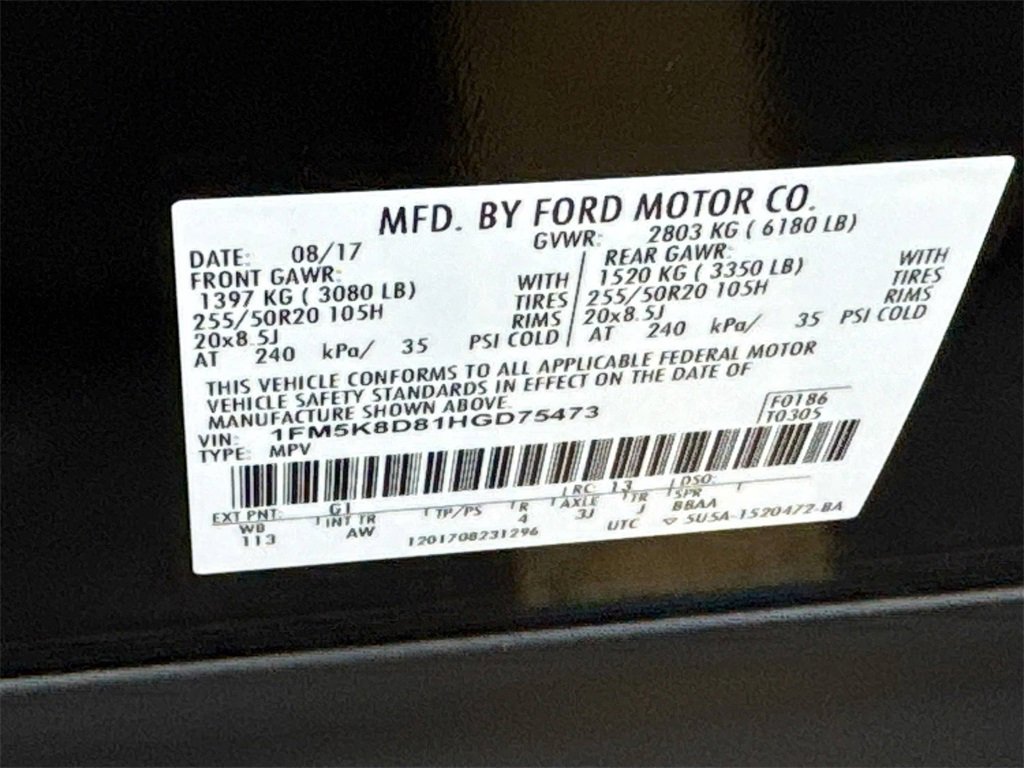 MFD. BY FORD MOTOR CO.
DATE: 08/17 GVWR: 2803 KG ( 6180 LB)
FRONT GAWR: REAR GAWR:
1397 KG ( 3080 LB) WITH 1520 KG ( 3350 LB) WITH
255/50R20 105H TIRES 255/50R20 105H TIRES
20x8.5J RIMS 20x8.5J RIMS
AT 240 kPa/ 35 PSI COLD AT 240 kPa/ 35 PSI COLD
THIS VEHICLE CONFORMS TO ALL APPLICABLE FEDERAL MOTOR
VEHICLE SAFETY STANDARDS IN EFFECT ON THE DATE OF
MANUFACTURE SHOWN ABOVE.
VIN: 1FM5K8D81HGD75473 F0186
TYPE: MPV T0305
EXT PNT: G1 RC: 13 DSO:
WB INT TR TP/PS R AXLE TR SPR
113 AW 4 3J J BBAA
1201708231296 UTC ▽ 5U5A-1520472-BA